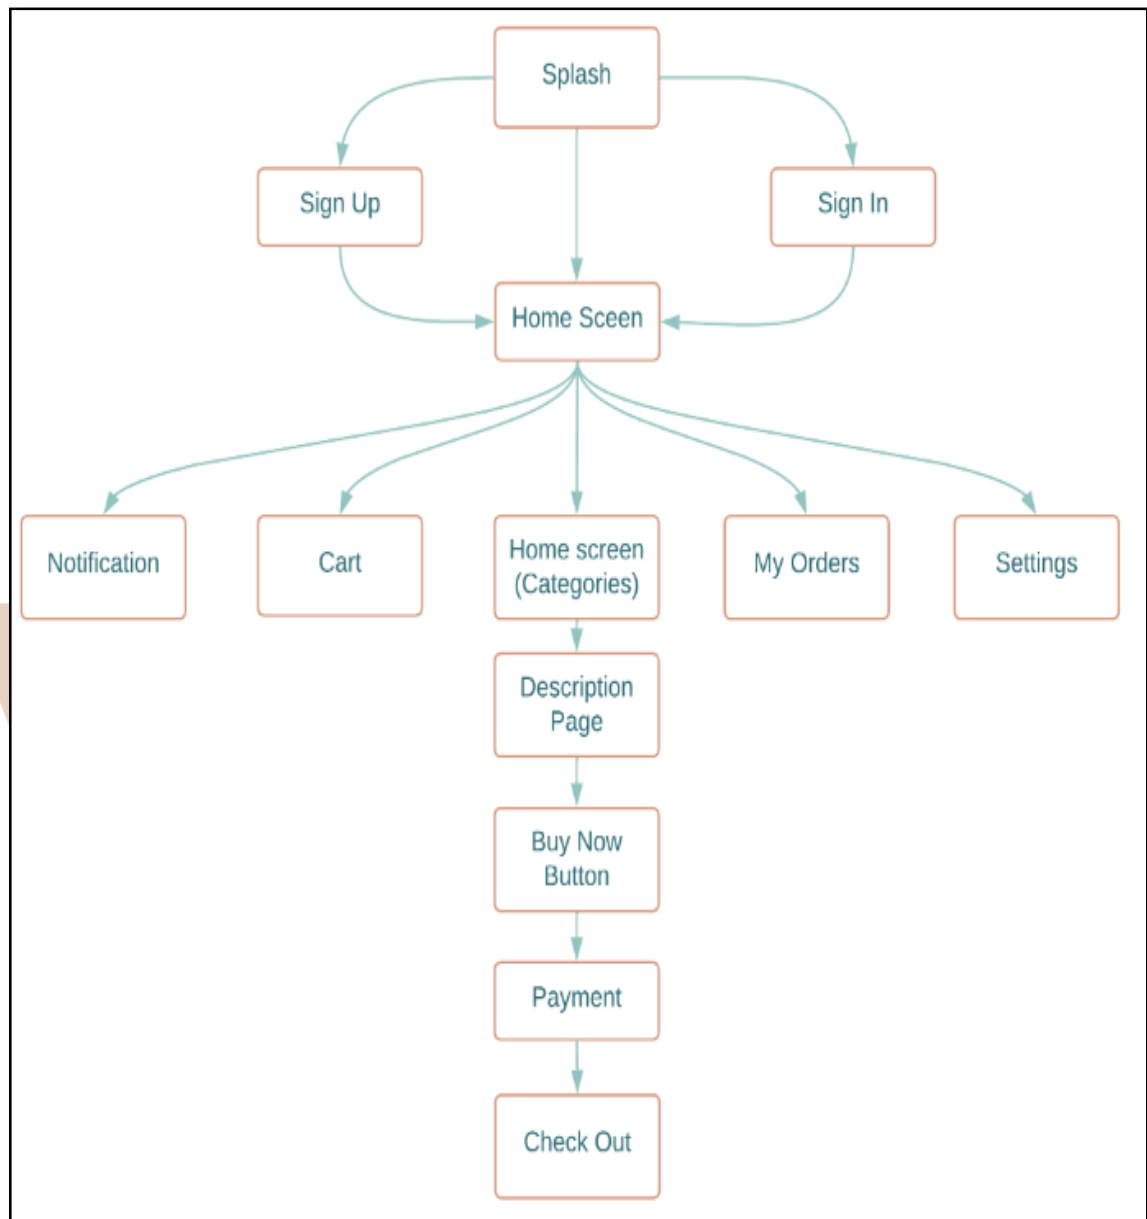 Splash
Sign Up
Sign In
Home Sceen
Notification
Cart
Home screen
(Categories)
My Orders
Settings
Description
Page
Buy Now
Button
Payment
Check Out